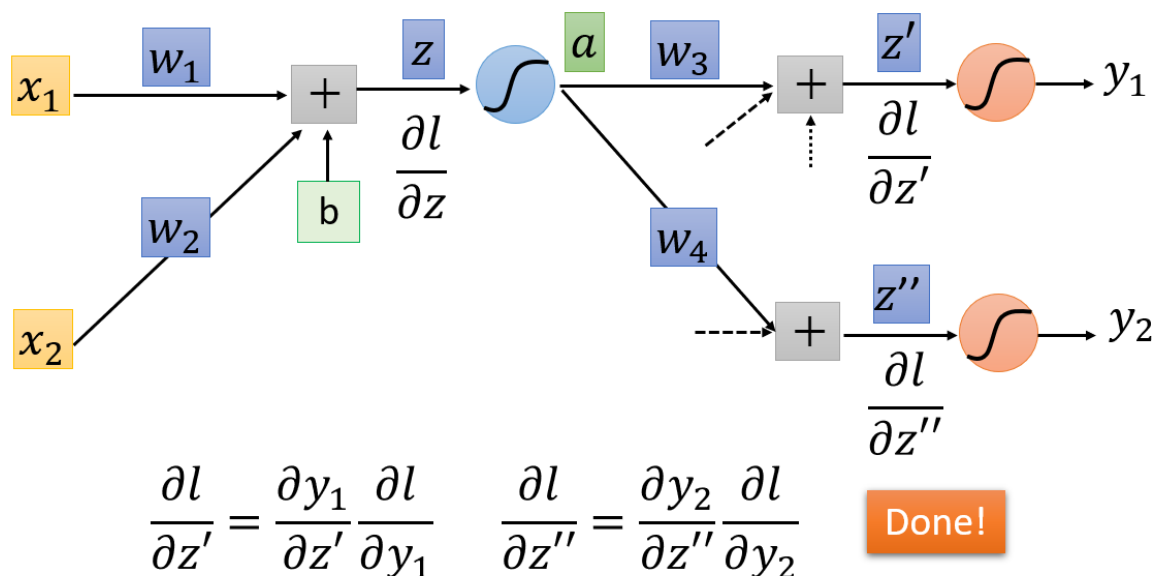 w₁ z a w₃ z′
x₁ + + y₁
∂l/∂z ∂l/∂z′
b
w₂
w₄ z′′
x₂ + y₂
∂l/∂z′′
∂l/∂z′ = ∂y₁/∂z′ ∂l/∂y₁ ∂l/∂z′′ = ∂y₂/∂z′′ ∂l/∂y₂ Done!